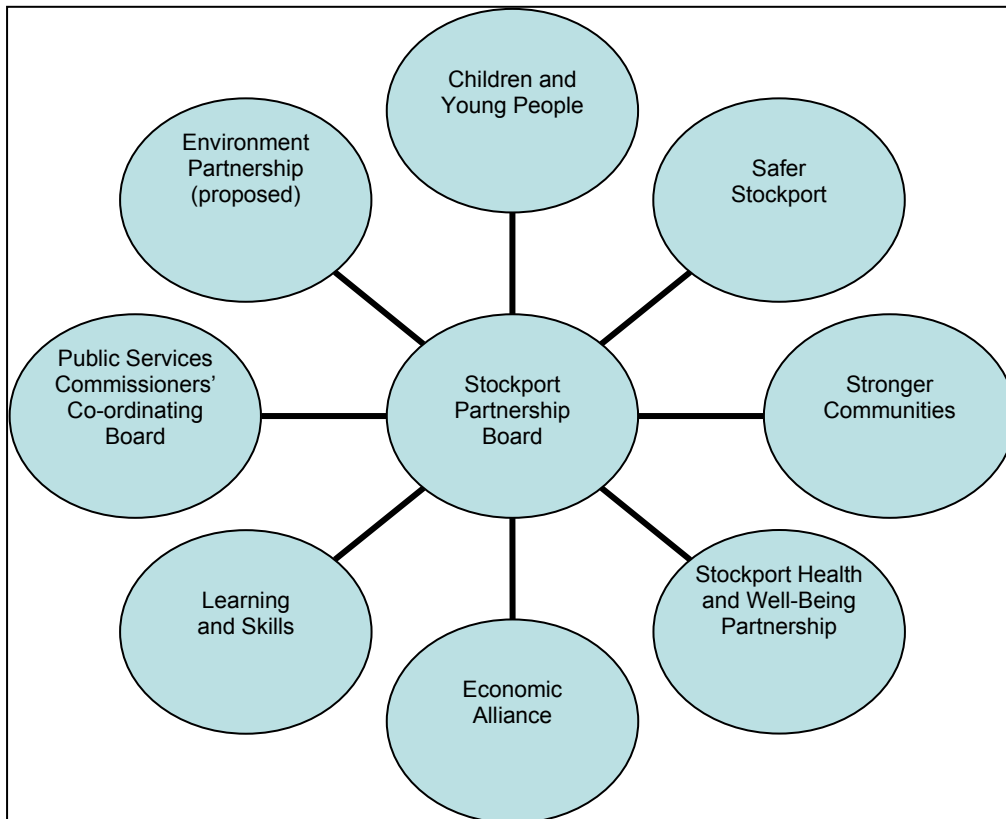 Children and
Young People
Environment
Partnership
(proposed)
Safer
Stockport
Public Services
Commissioners’
Co-ordinating
Board
Stockport
Partnership
Board
Stronger
Communities
Learning
and Skills
Stockport Health
and Well-Being
Partnership
Economic
Alliance